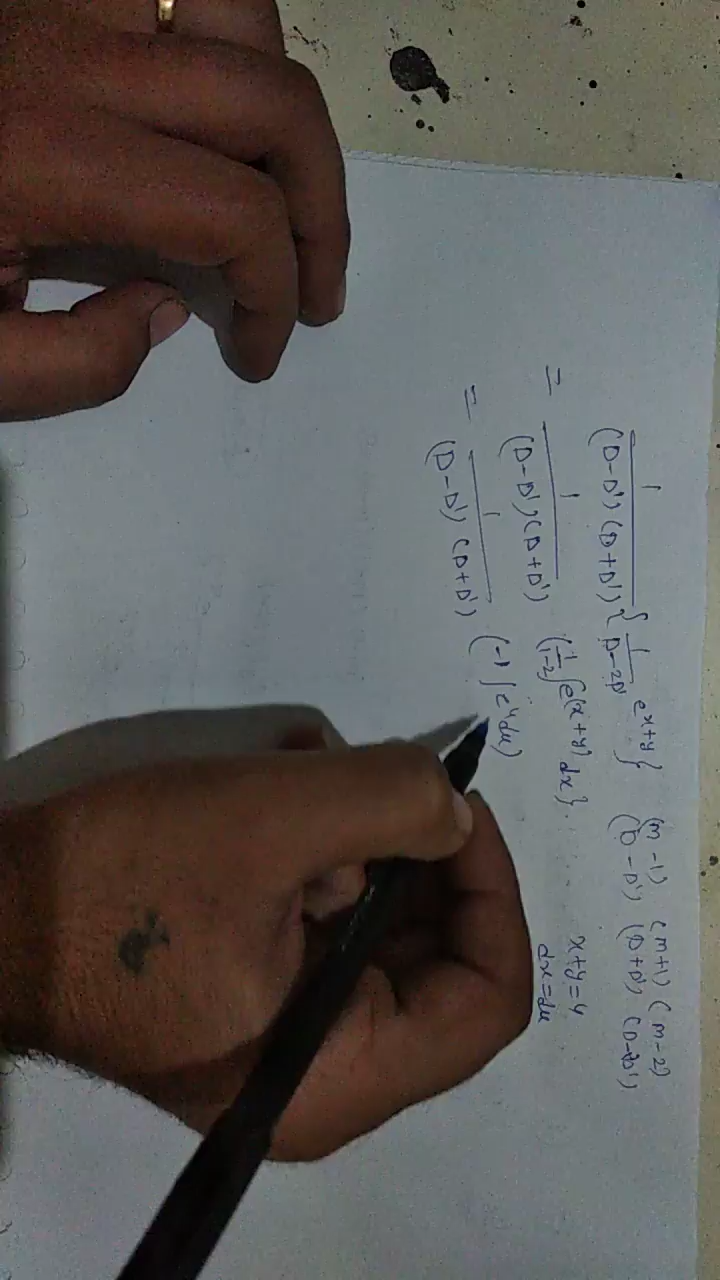 1/((D-D')(D+D')) {1/(D-2D') e^(x+y)} (m-1) (m+1) (m-2)
(D-D') (D+D') (D-2D')
= 1/((D-D')(D+D')) {1/(1-2) ∫e^(x+y) dx}. x+y=u
dx=du
= 1/((D-D')(D+D')) (-1 ∫e^u du)